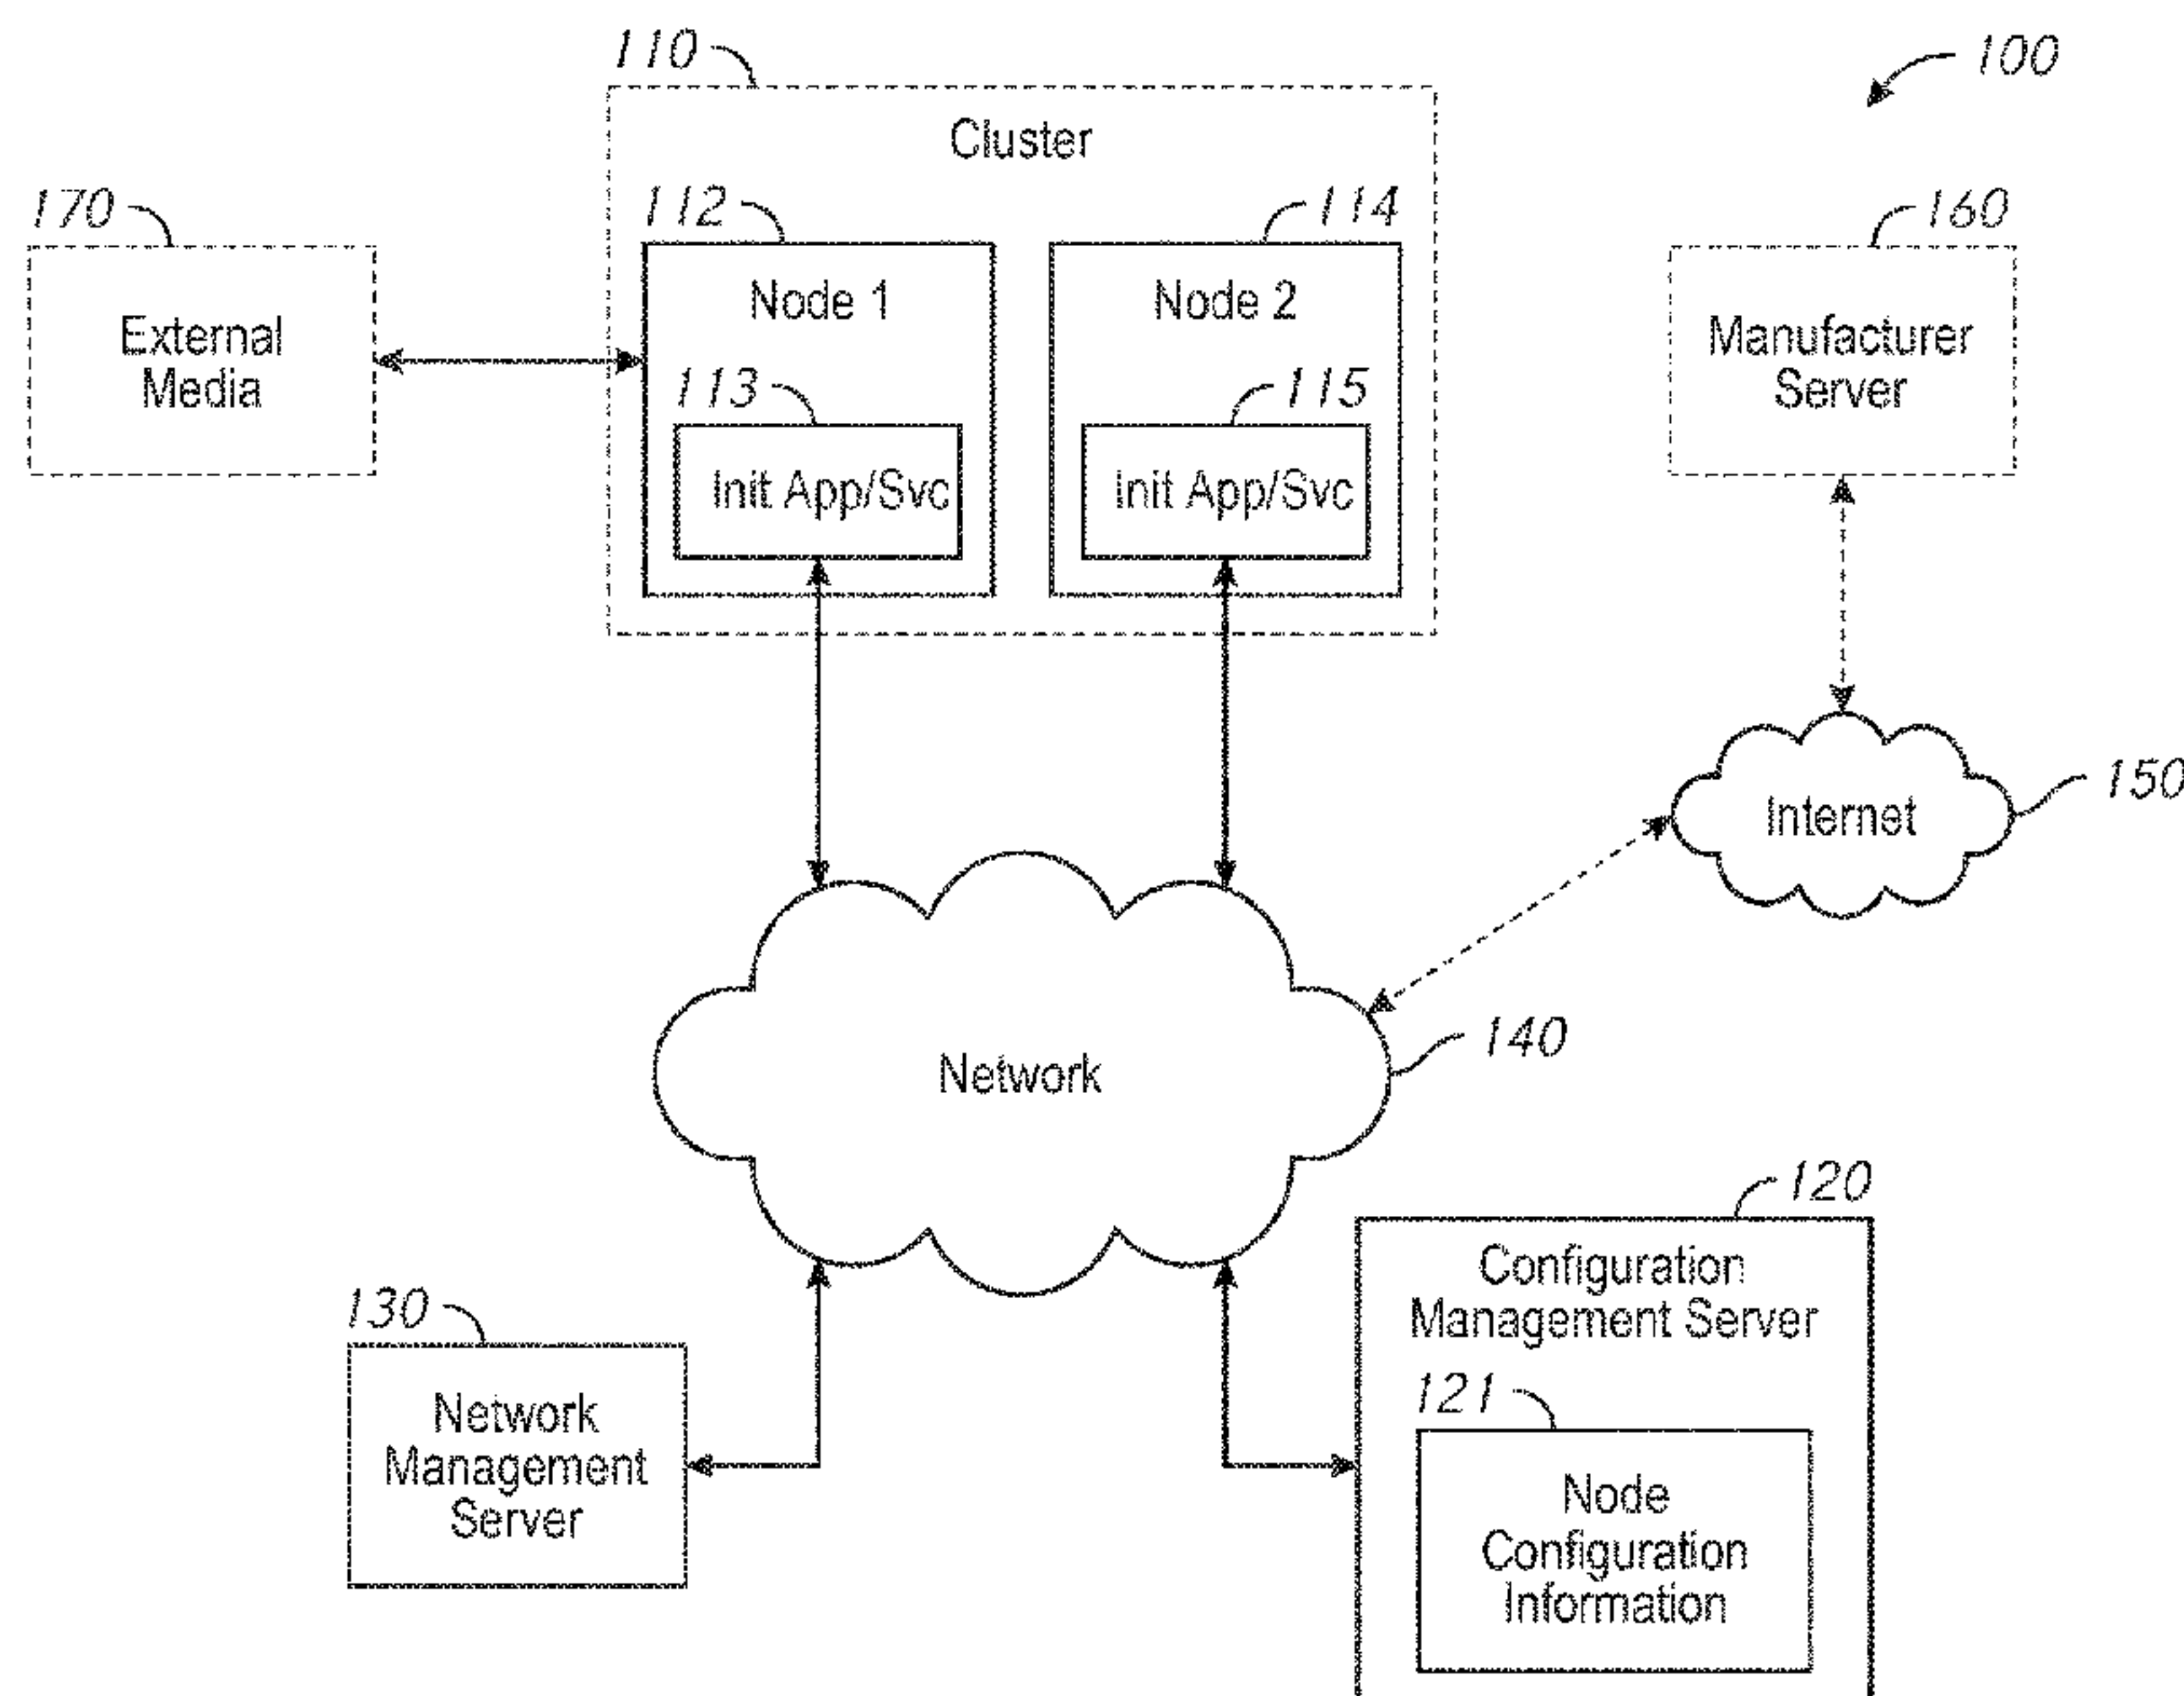 110
100
Cluster
170
112
114
160
External
Media
Node 1
Node 2
Manufacturer
Server
113
115
Init App/Svc
Init App/Svc
Internet
150
Network
140
120
Configuration
Management Server
130
Network
Management
Server
121
Node
Configuration
Information